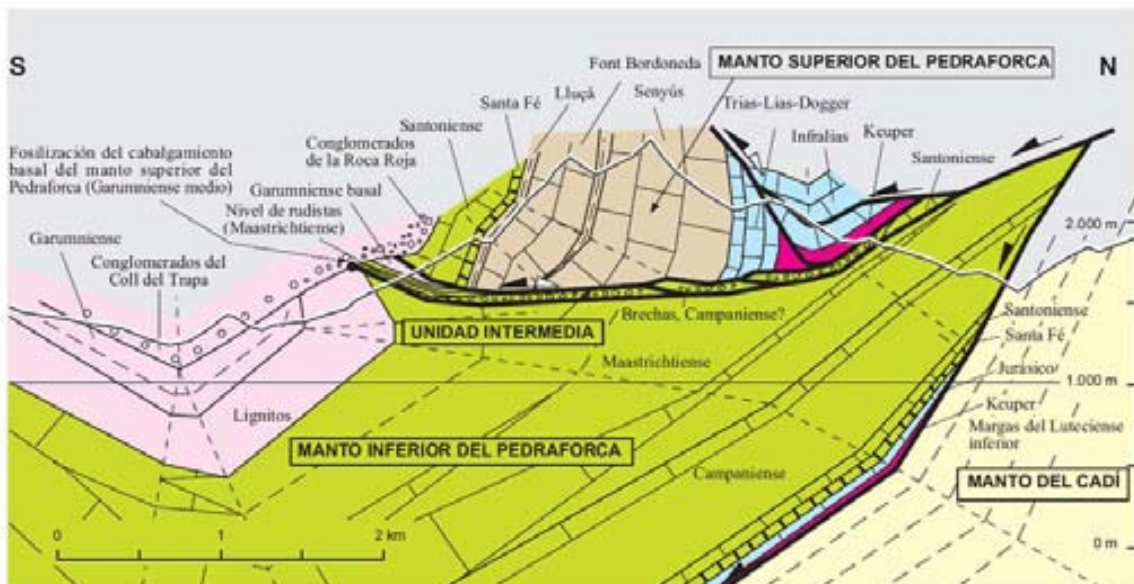 S
N
Font Bordoneda
MANTO SUPERIOR DEL PEDRAFORCA
Lluçà
Senyús
Trias-Lias-Dogger
Santa Fé
Infralias
Keuper
Santoniense
Santoniense
Conglomerados
de la Roca Roja
Fosilización del cabalgamiento
basal del manto superior del
Pedraforca (Garumniense medio)
Garumniense basal
Nivel de rudistas
(Maastrichtiense)
Garumniense
Conglomerados del
Coll del Trapa
2.000 m
UNIDAD INTERMEDIA
Brechas, Campaniense?
Santoniense
Santa Fé
Maastrichtiense
Jurásico
1.000 m
Keuper
Lignitos
Margas del Luteciense
inferior
MANTO INFERIOR DEL PEDRAFORCA
Campaniense
MANTO DEL CADÍ
0
1
2 km
0 m